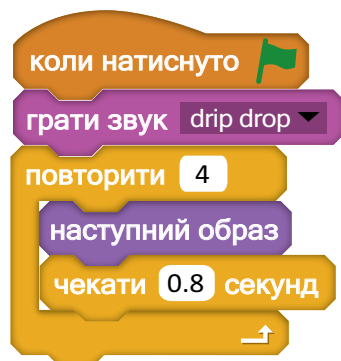 коли натиснуто
грати звук drip drop
повторити 4
наступний образ
чекати 0.8 секунд